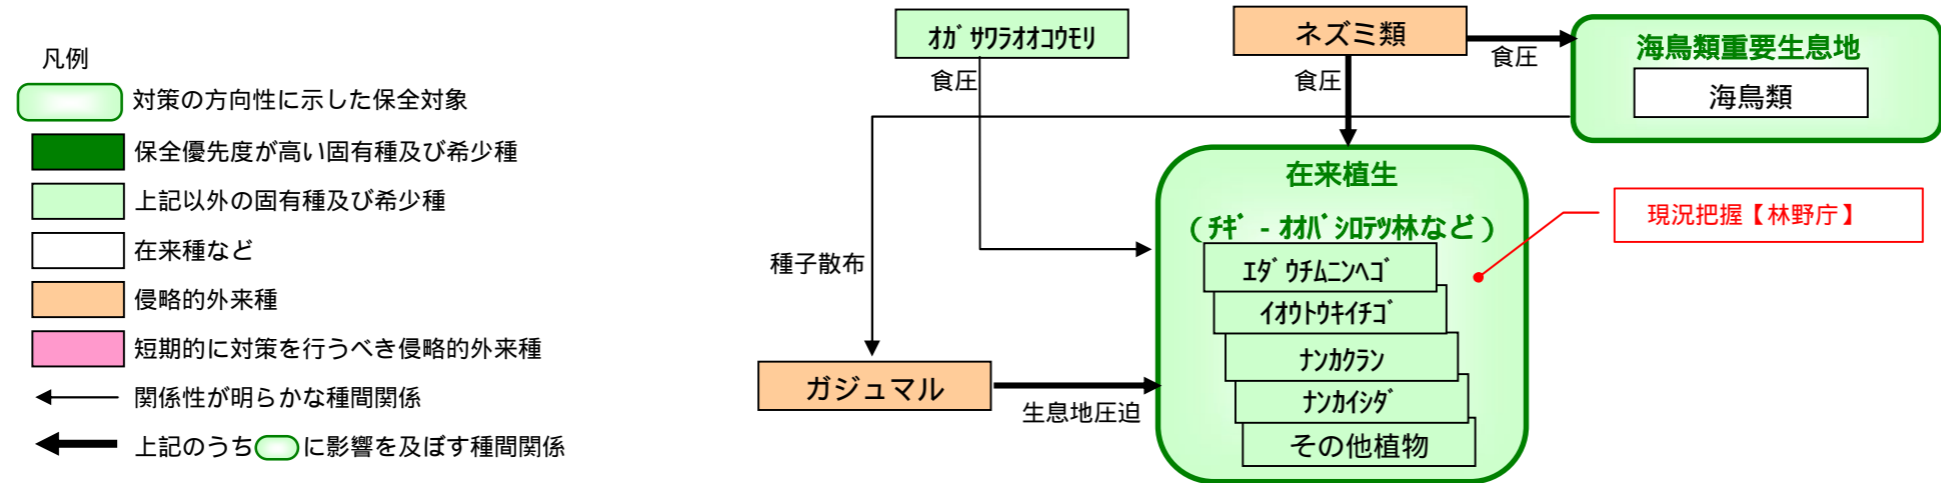 凡例
対策の方向性に示した保全対象
保全優先度が高い固有種及び希少種
上記以外の固有種及び希少種
在来種など
侵略的外来種
短期的に対策を行うべき侵略的外来種
関係性が明らかな種間関係
上記のうち に影響を及ぼす種間関係
ｵｶﾞｻﾜﾗｵｵｺｳﾓﾘ
食圧
ネズミ類
食圧
食圧
海鳥類重要生息地
海鳥類
種子散布
ガジュマル
生息地圧迫
在来植生
(ﾁｷﾞ-ｵｵﾊﾞｼﾛﾃﾂ林など)
ｴﾀﾞｳﾁﾑﾆﾝﾍｺﾞ
ｲｵｳﾄｳｷｲﾁｺﾞ
ﾅﾝｶｸﾗﾝ
ﾅﾝｶｲｼﾀﾞ
その他植物
現況把握【林野庁】